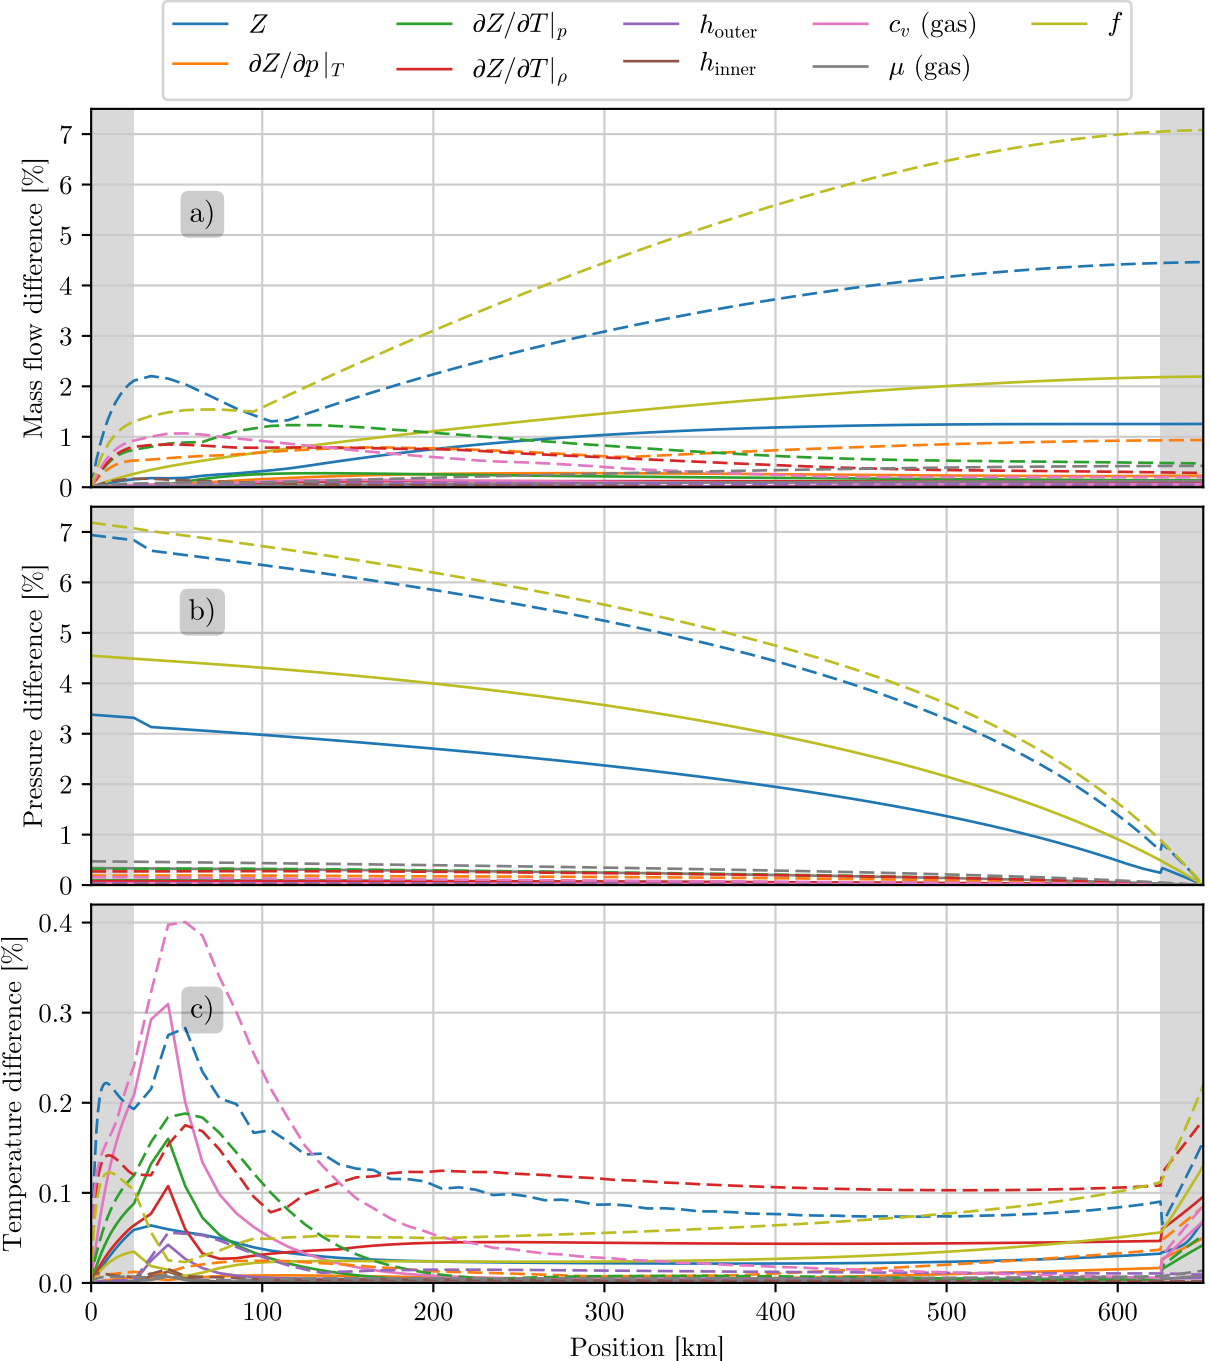 Z ∂Z/∂T|ₚ h_outer c_v (gas) f
∂Z/∂p|_T ∂Z/∂T|_ρ h_inner μ (gas)
Mass flow difference [%]
7
6
5
4
3
2
1
0
a)
Pressure difference [%]
7
6
5
4
3
2
1
0
b)
Temperature difference [%]
0.4
0.3
0.2
0.1
0.0
c)
0 100 200 300 400 500 600
Position [km]